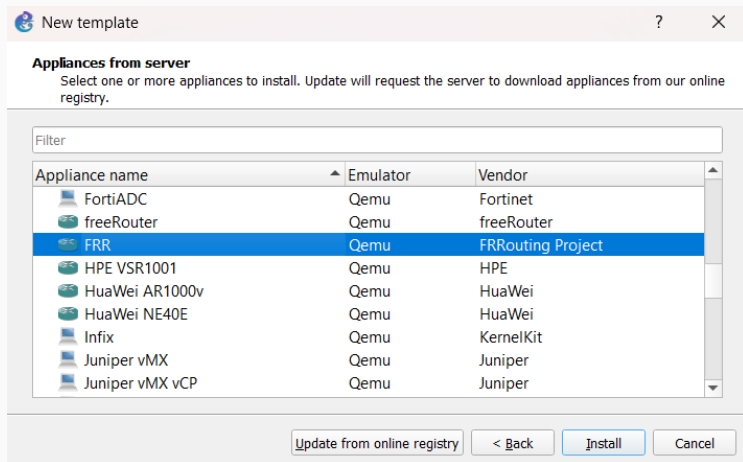 New template
?
Appliances from server
Select one or more appliances to install. Update will request the server to download appliances from our online
registry.
Filter
Appliance name Emulator Vendor
FortiADC Qemu Fortinet
freeRouter Qemu freeRouter
FRR Qemu FRRouting Project
HPE VSR1001 Qemu HPE
HuaWei AR1000v Qemu HuaWei
HuaWei NE40E Qemu HuaWei
Infix Qemu KernelKit
Juniper vMX Qemu Juniper
Juniper vMX vCP Qemu Juniper
Update from online registry < Back Install Cancel